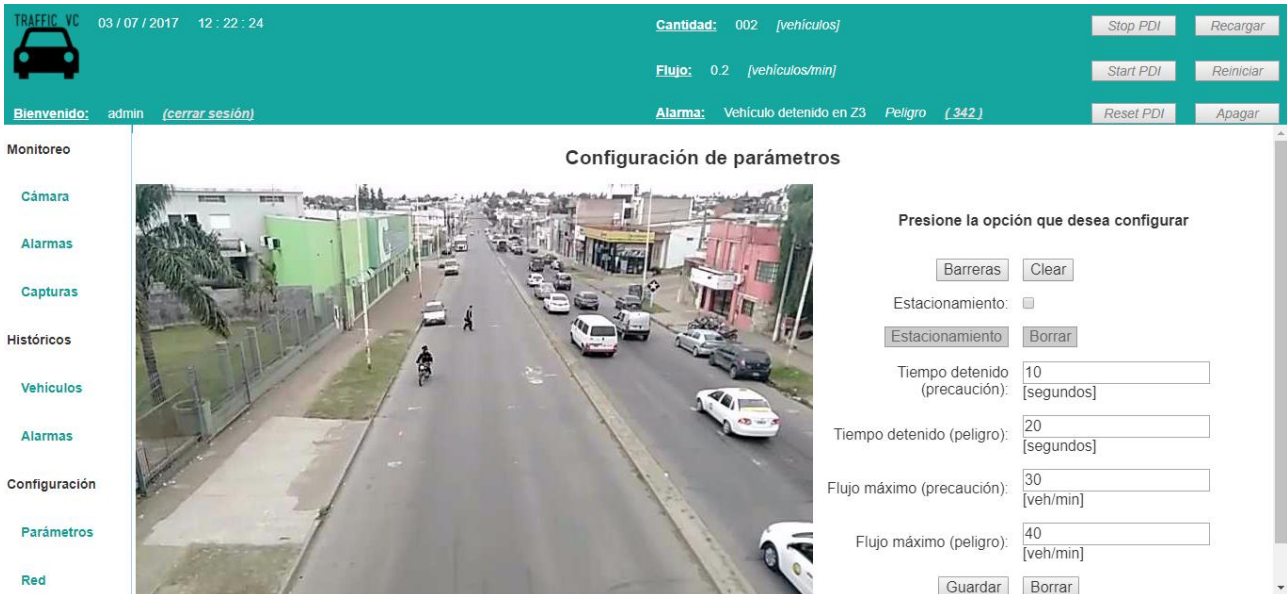 TRAFFIC VC
03 / 07 / 2017 12 : 22 : 24
Cantidad: 002 [vehículos]
Stop PDI Recargar
Flujo: 0.2 [vehículos/min]
Start PDI Reiniciar
Bienvenido: admin (cerrar sesión)
Alarma: Vehículo detenido en Z3 Peligro (342)
Reset PDI Apagar
Monitoreo
Cámara
Alarmas
Capturas
Históricos
Vehículos
Alarmas
Configuración
Parámetros
Red
Configuración de parámetros
Presione la opción que desea configurar
Barreras Clear
Estacionamiento:
Estacionamiento Borrar
Tiempo detenido
(precaución):
10
[segundos]
Tiempo detenido (peligro):
20
[segundos]
Flujo máximo (precaución):
30
[veh/min]
Flujo máximo (peligro):
40
[veh/min]
Guardar Borrar